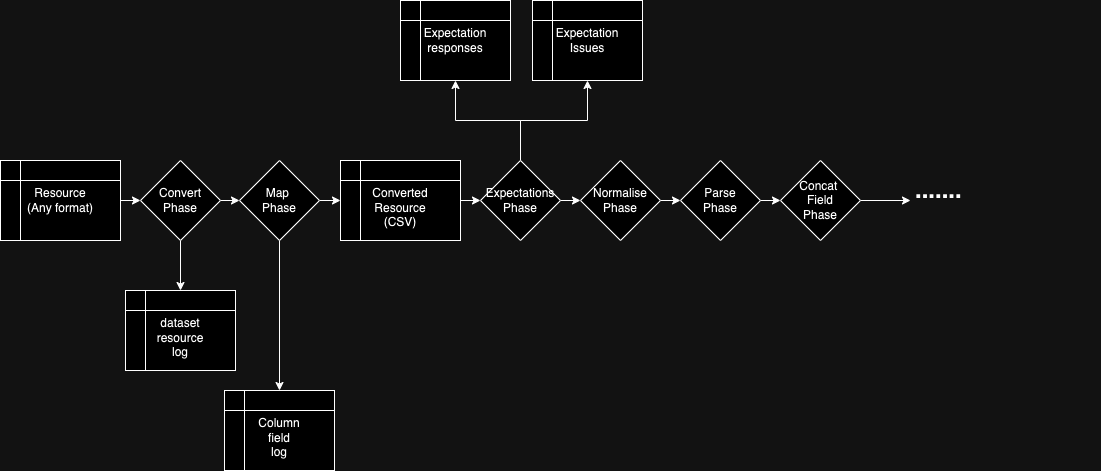 Expectation
responses
Expectation
Issues
Resource
(Any format)
Convert
Phase
Map
Phase
Converted
Resource
(CSV)
Expectations
Phase
Normalise
Phase
Parse
Phase
Concat
Field
Phase
.......
dataset
resource
log
Column
field
log